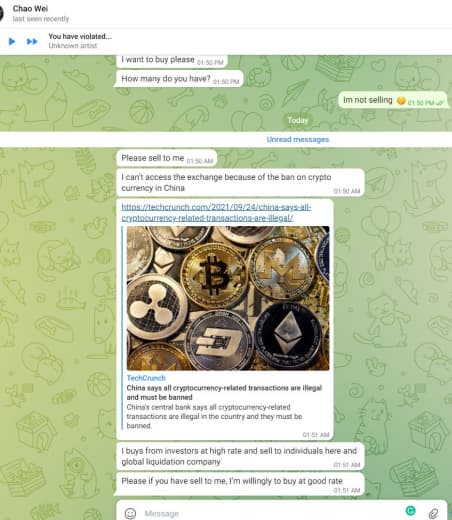 Chao Wei
last seen recently
You have violated...
Unknown artist
I want to buy please 01:50 PM
How many do you have? 01:50 PM
Im not selling 😔 01:50 PM
Today
Unread messages
Please sell to me 01:50 AM
I can't access the exchange because of the ban on crypto
currency in China 01:50 AM
https://techcrunch.com/2021/09/24/china-says-all-
cryptocurrency-related-transactions-are-illegal/
TechCrunch
China says all cryptocurrency-related transactions are illegal
and must be banned
China's central bank says all cryptocurrency-related
transactions are illegal in the country and they must be
banned.
01:51 AM
I buys from investors at high rate and sell to individuals here and
global liquidation company 01:51 AM
Please if you have sell to me, I'm willingly to buy at good rate
01:51 AM
Message